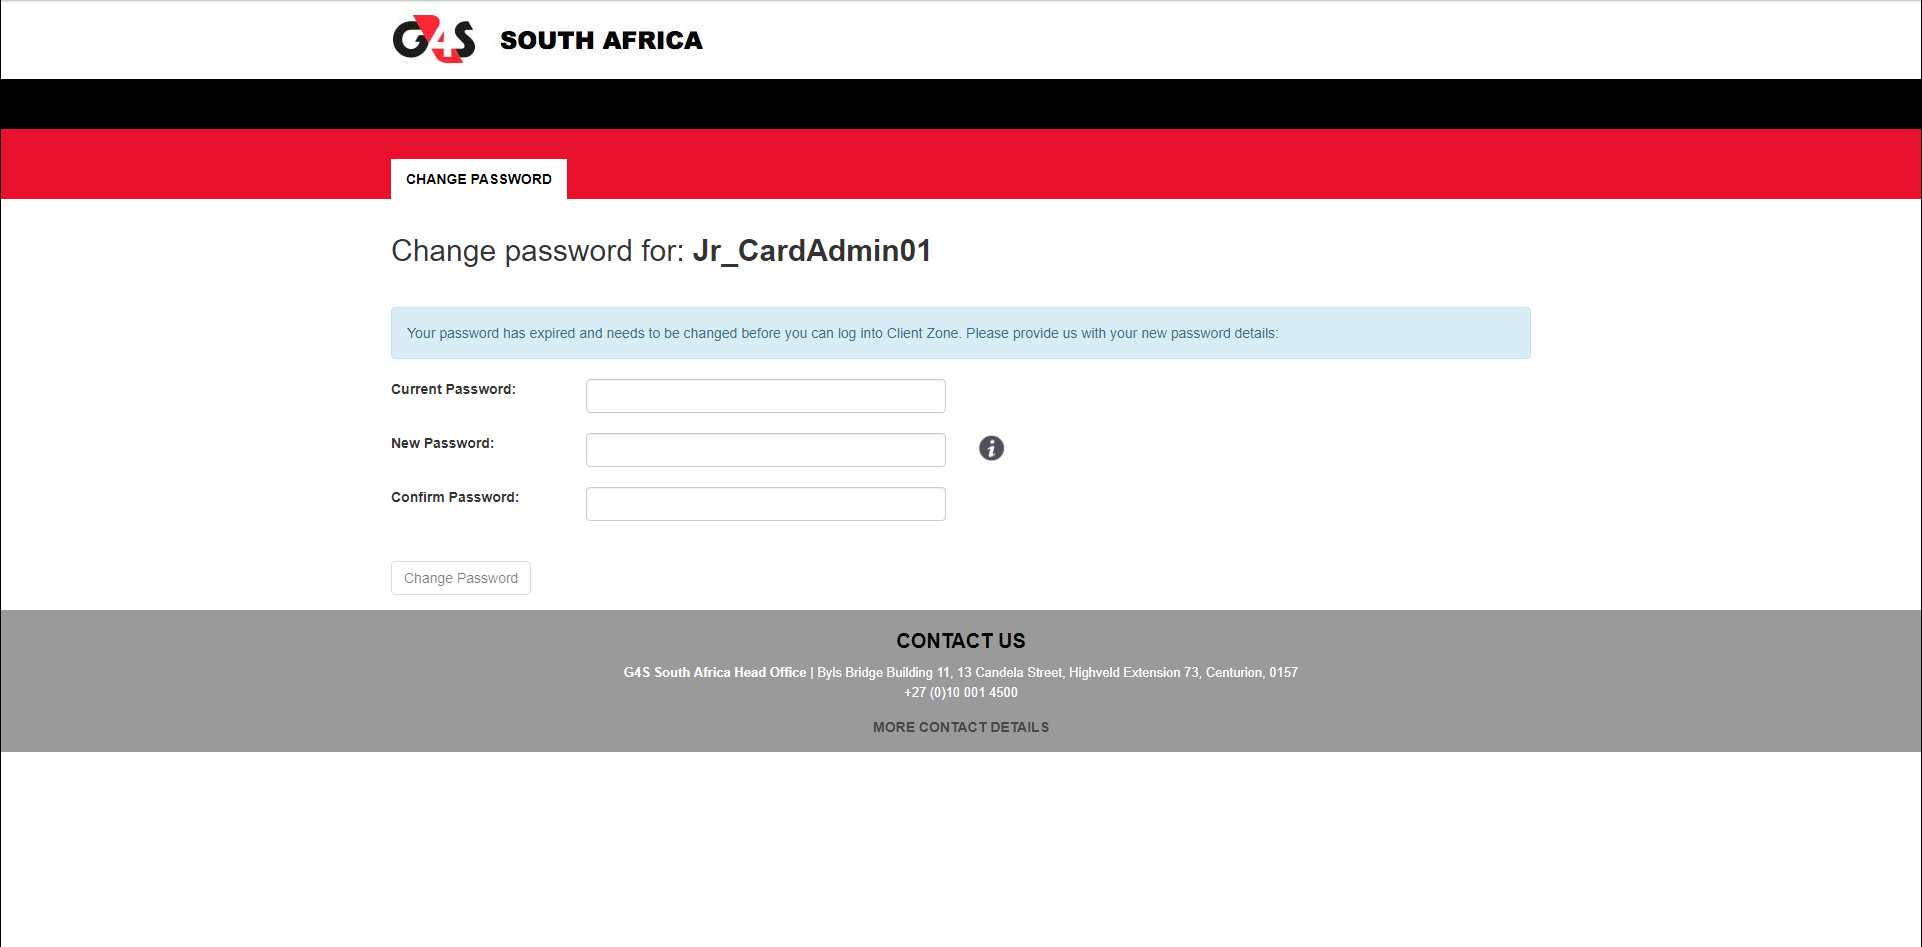 G4S SOUTH AFRICA
CHANGE PASSWORD
Change password for: Jr_CardAdmin01
Your password has expired and needs to be changed before you can log into Client Zone. Please provide us with your new password details:
Current Password:
New Password:
i
Confirm Password:
Change Password
CONTACT US
G4S South Africa Head Office | Byls Bridge Building 11, 13 Candela Street, Highveld Extension 73, Centurion, 0157
+27 (0)10 001 4500
MORE CONTACT DETAILS